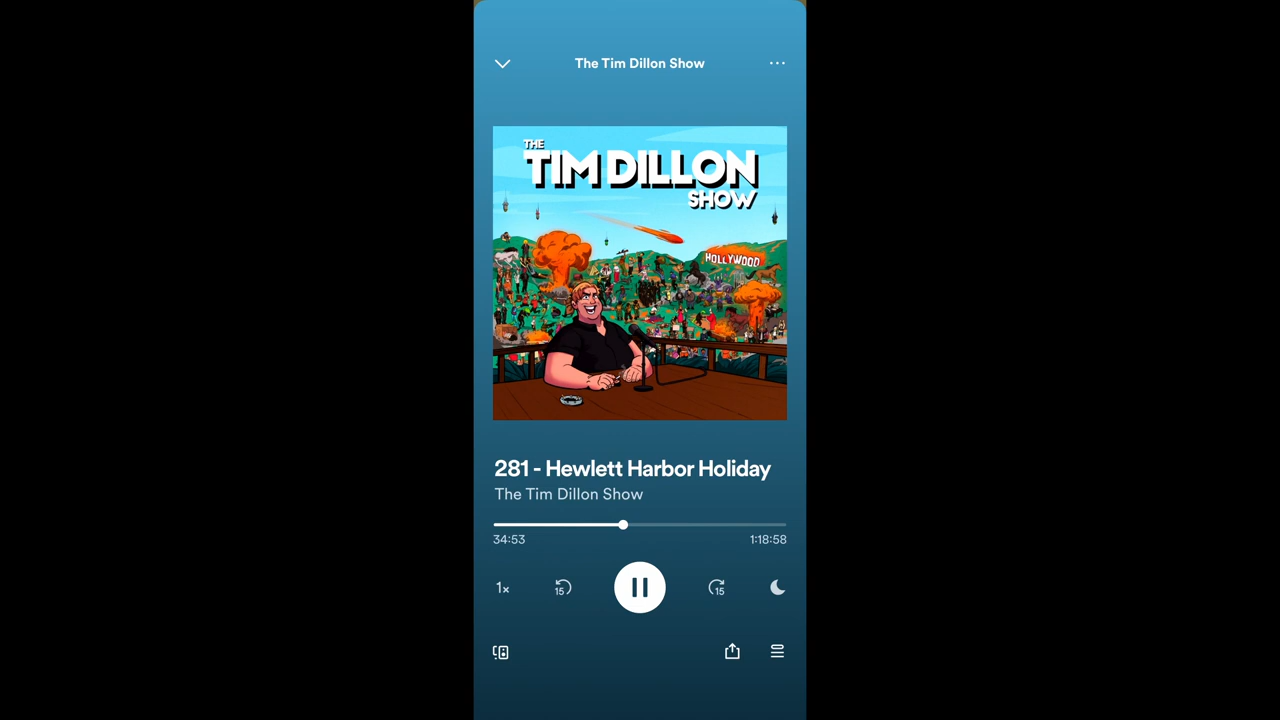 The Tim Dillon Show
THE
TIM DILLON
SHOW
HOLLYWOOD
281 - Hewlett Harbor Holiday
The Tim Dillon Show
34:53
1:18:58
1x
15
15